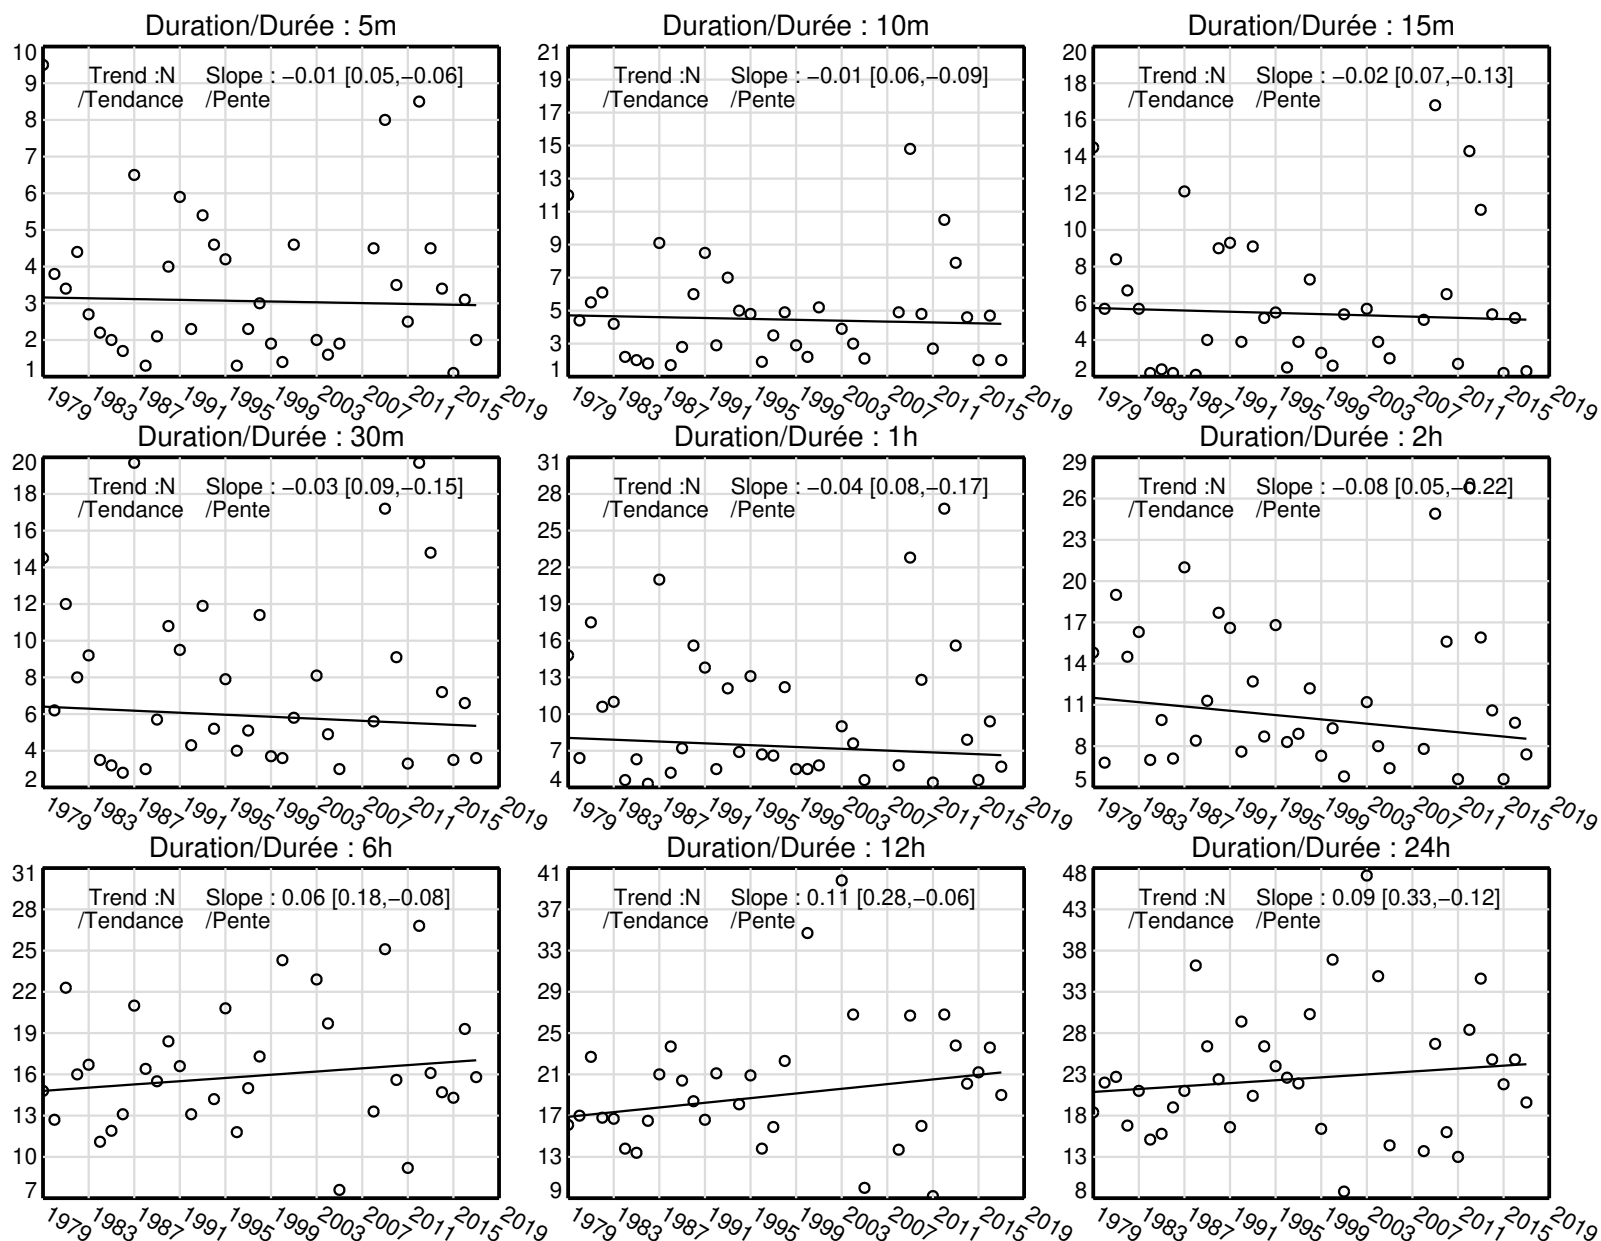 Duration/Durée : 5m
10
9
8
7
6
5
4
3
2
1
Trend :N Slope : −0.01 [0.05,−0.06]
/Tendance /Pente
1979 1983 1987 1991 1995 1999 2003 2007 2011 2015 2019
Duration/Durée : 10m
21
19
17
15
13
11
9
7
5
3
1
Trend :N Slope : −0.01 [0.06,−0.09]
/Tendance /Pente
1979 1983 1987 1991 1995 1999 2003 2007 2011 2015 2019
Duration/Durée : 15m
20
18
16
14
12
10
8
6
4
2
Trend :N Slope : −0.02 [0.07,−0.13]
/Tendance /Pente
1979 1983 1987 1991 1995 1999 2003 2007 2011 2015 2019
Duration/Durée : 30m
20
18
16
14
12
10
8
6
4
2
Trend :N Slope : −0.03 [0.09,−0.15]
/Tendance /Pente
1979 1983 1987 1991 1995 1999 2003 2007 2011 2015 2019
Duration/Durée : 1h
31
28
25
22
19
16
13
10
7
4
Trend :N Slope : −0.04 [0.08,−0.17]
/Tendance /Pente
1979 1983 1987 1991 1995 1999 2003 2007 2011 2015 2019
Duration/Durée : 2h
29
26
23
20
17
14
11
8
5
Trend :N Slope : −0.08 [0.05,−0.22]
/Tendance /Pente
1979 1983 1987 1991 1995 1999 2003 2007 2011 2015 2019
Duration/Durée : 6h
31
28
25
22
19
16
13
10
7
Trend :N Slope : 0.06 [0.18,−0.08]
/Tendance /Pente
1979 1983 1987 1991 1995 1999 2003 2007 2011 2015 2019
Duration/Durée : 12h
41
37
33
29
25
21
17
13
9
Trend :N Slope : 0.11 [0.28,−0.06]
/Tendance /Pente
1979 1983 1987 1991 1995 1999 2003 2007 2011 2015 2019
Duration/Durée : 24h
48
43
38
33
28
23
18
13
8
Trend :N Slope : 0.09 [0.33,−0.12]
/Tendance /Pente
1979 1983 1987 1991 1995 1999 2003 2007 2011 2015 2019